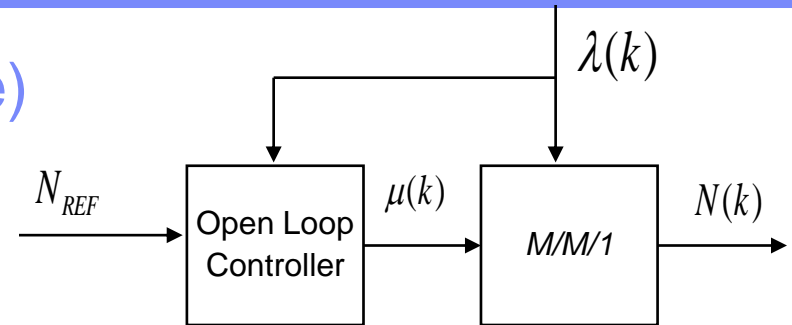 λ(k)
e)
N_REF
Open Loop
Controller
μ(k)
M/M/1
N(k)